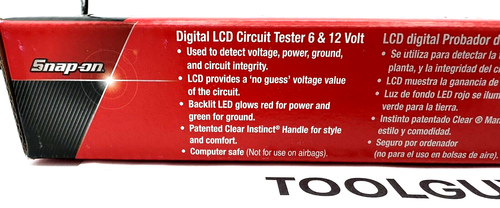 Snap-on
Digital LCD Circuit Tester 6 & 12 Volt
• Used to detect voltage, power, ground,
and circuit integrity.
• LCD provides a 'no guess' voltage value
of the circuit.
• Backlit LED glows red for power and
green for ground.
• Patented Clear Instinct® Handle for style
and comfort.
• Computer safe (Not for use on airbags).
LCD digital Probador d
• Se utiliza para detectar la
planta, y la integridad del c
• LCD muestra la ganancia de
• Luz de fondo LED rojo se ilum
verde para la tierra.
• Instinto patentado Clear ® Man
estilo y comodidad.
• Seguro por ordenador
(no para el uso en bolsas de aire).
TOOLGU